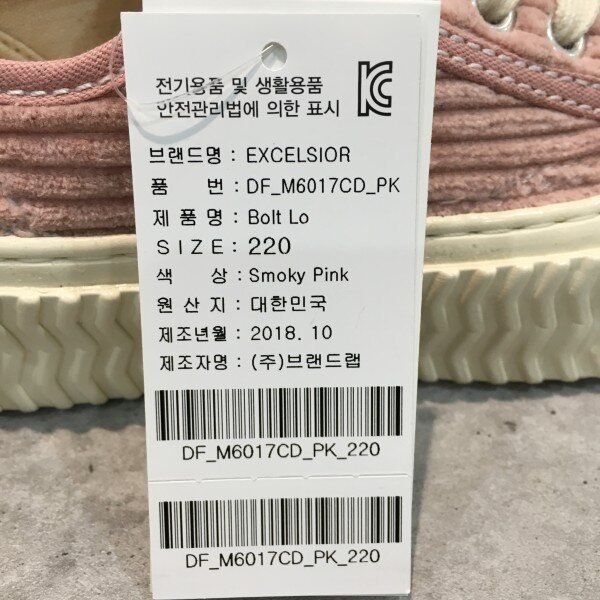 전기용품 및 생활용품
안전관리법에 의한 표시
브랜드명 : EXCELSIOR
품 번 : DF_M6017CD_PK
제 품 명 : Bolt Lo
S I Z E : 220
색 상 : Smoky Pink
원 산 지 : 대한민국
제조년월 : 2018. 10
제조자명 : (주)브랜드랩
DF_M6017CD_PK_220
DF_M6017CD_PK_220